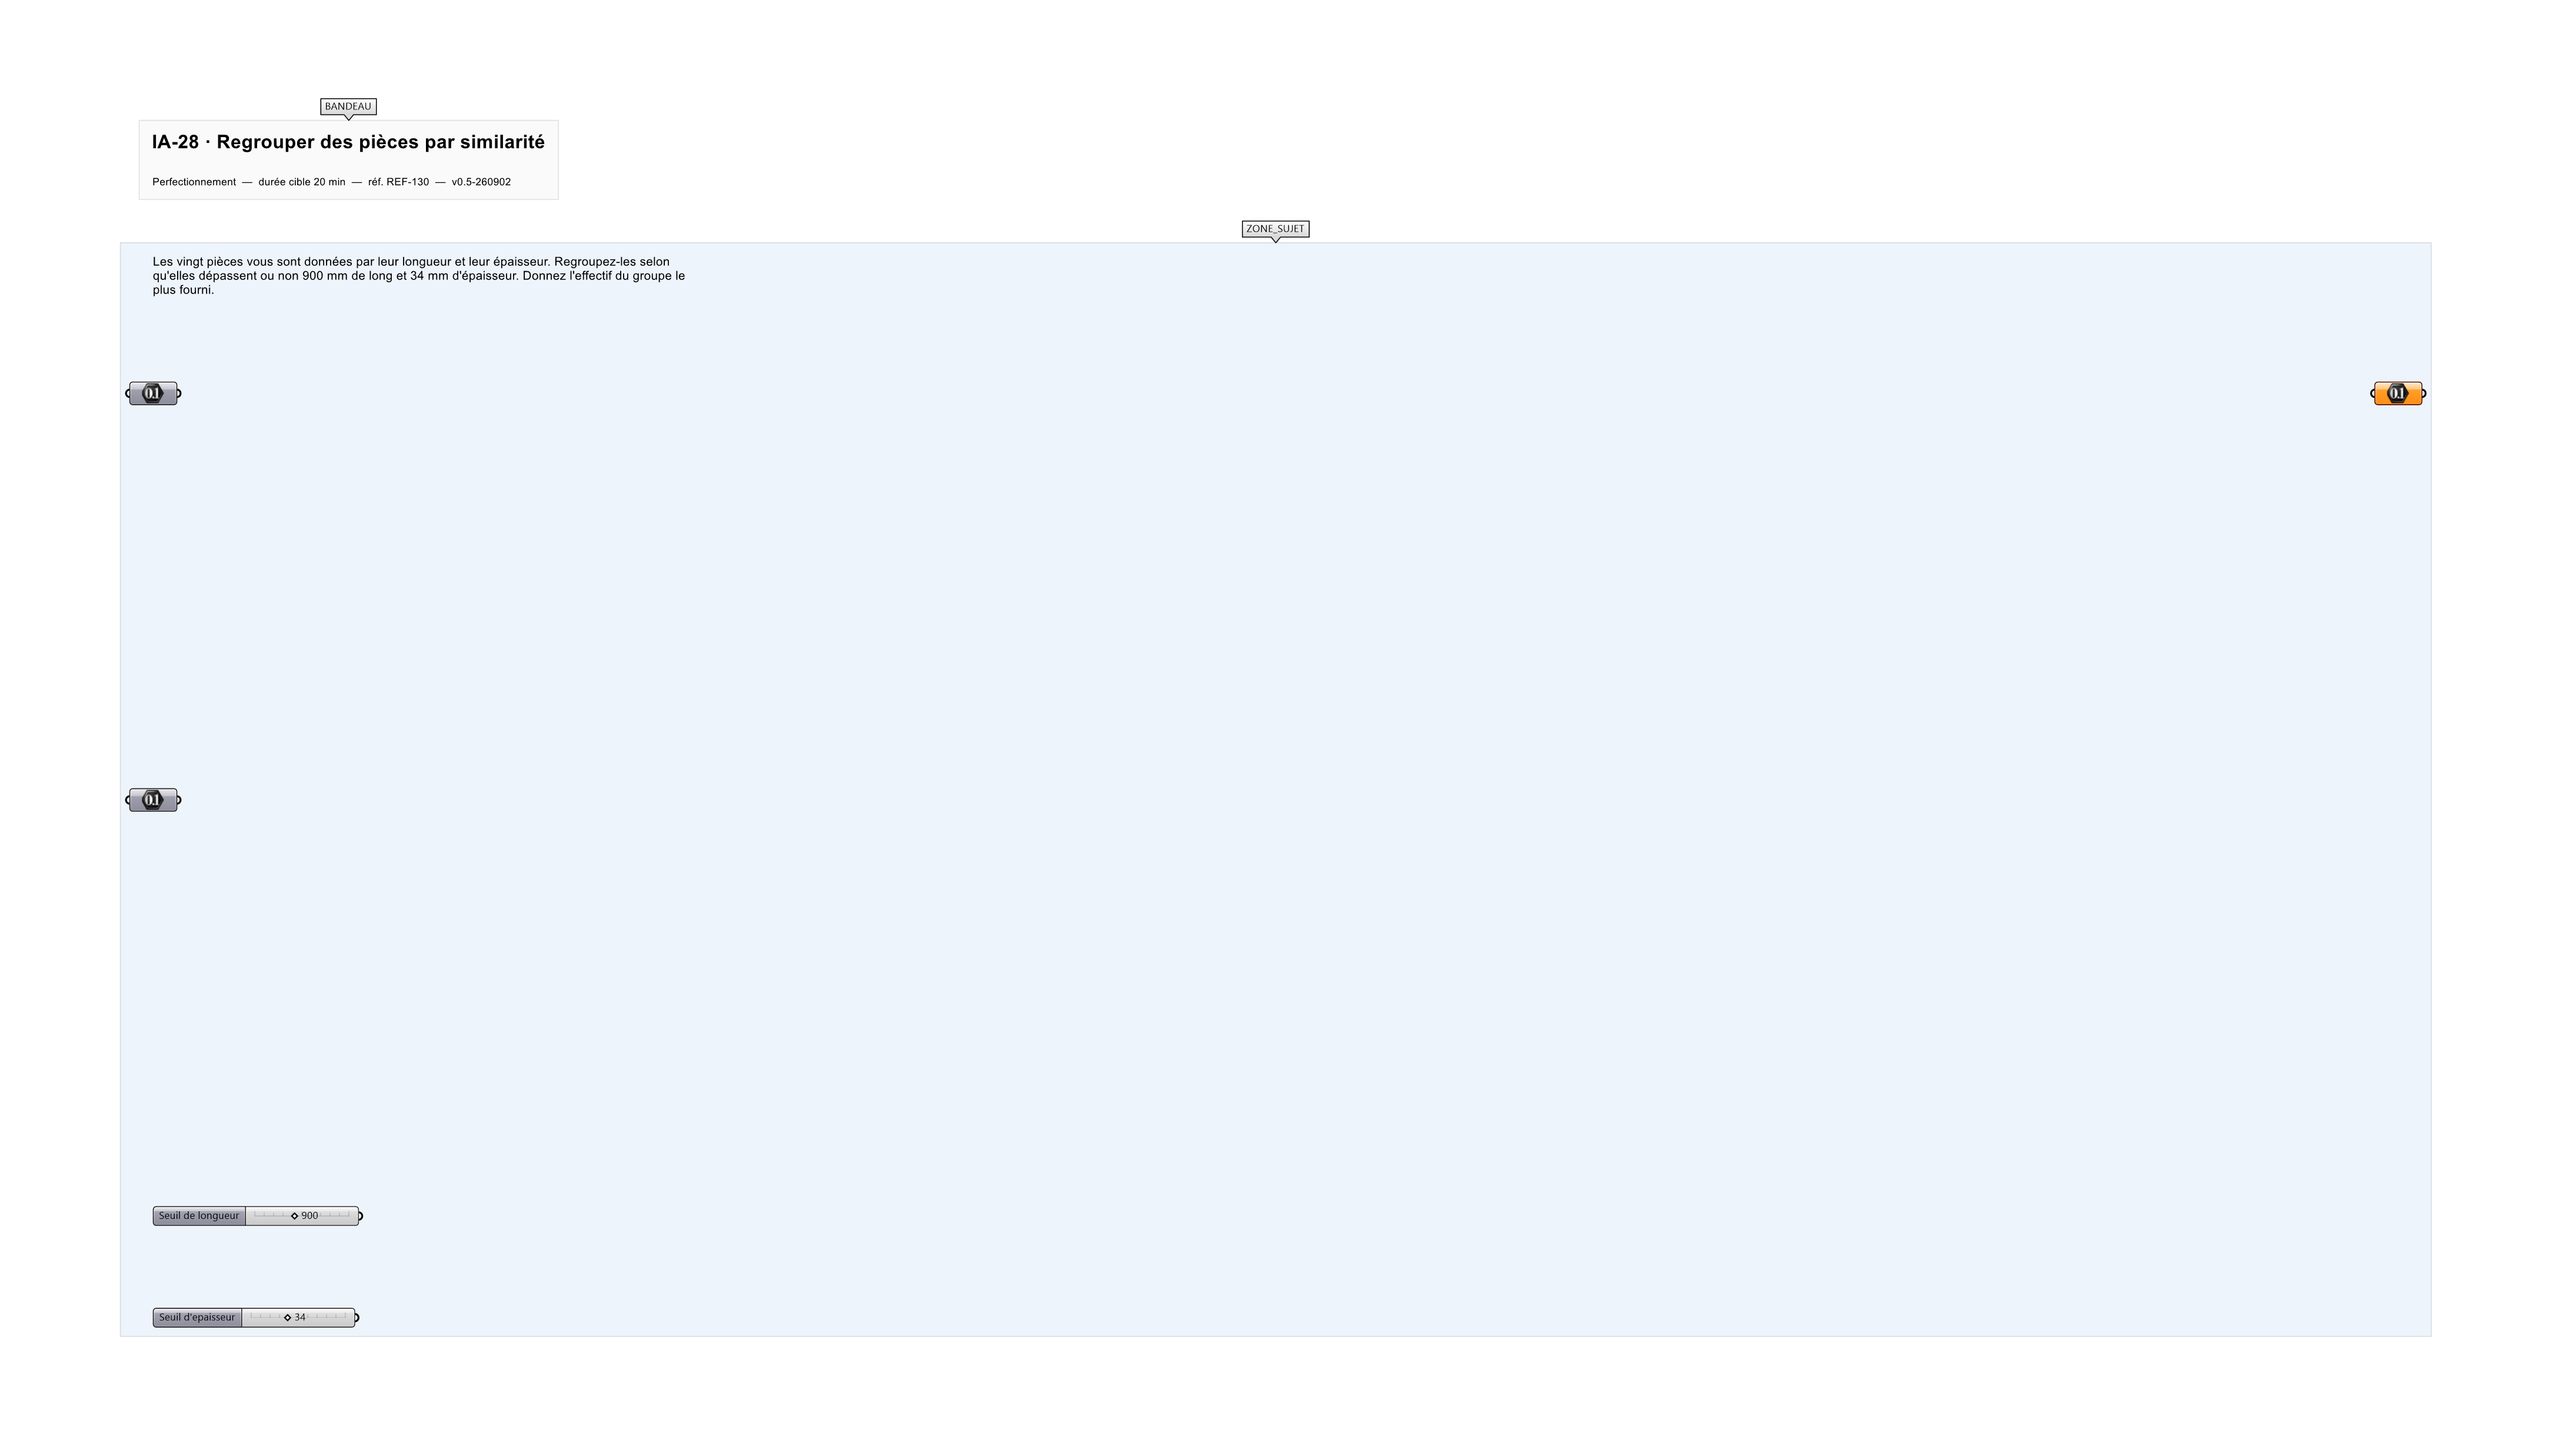 BANDEAU
IA-28 · Regrouper des pièces par similarité
Perfectionnement — durée cible 20 min — réf. REF-130 — v0.5-260902
ZONE_SUJET
Les vingt pièces vous sont données par leur longueur et leur épaisseur. Regroupez-les selon
qu'elles dépassent ou non 900 mm de long et 34 mm d'épaisseur. Donnez l'effectif du groupe le
plus fourni.
0.1
0.1
0.1
Seuil de longueur 900
Seuil d'epaisseur 34